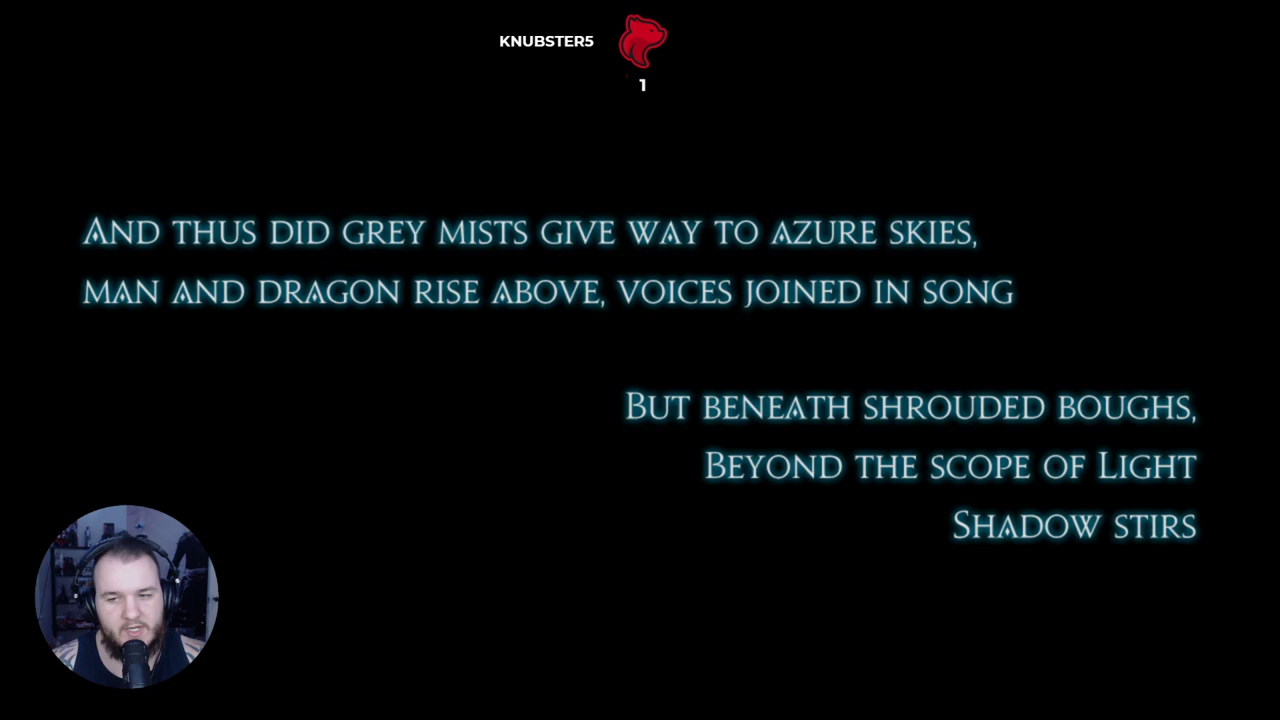 KNUBSTER5
1
And thus did grey mists give way to azure skies,
man and dragon rise above, voices joined in song
But beneath shrouded boughs,
Beyond the scope of Light
Shadow stirs